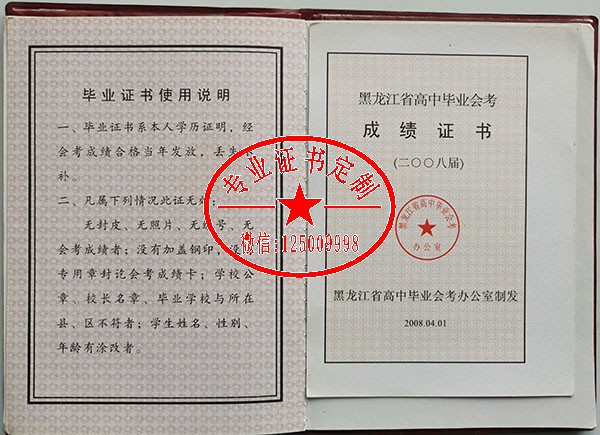 毕业证书使用说明
一、毕业证书系本人学历证明，经
会考成绩合格当年发放，丢失不
补
二、凡属下列情况此证无效：
无封皮、无照片、无编号、无
会考成绩者；没有加盖钢印，没
专用章封讫会考成绩卡；学校公
章、校长名章、毕业学校与所在
县、区不符者；学生姓名、性别、
年龄有涂改者。
黑龙江省高中毕业会考
成绩证书
(二〇〇八届)
黑龙江省高中毕业会考
办公室
黑龙江省高中毕业会考办公室制发
2008.04.01
专业证书定制
微信:125009998